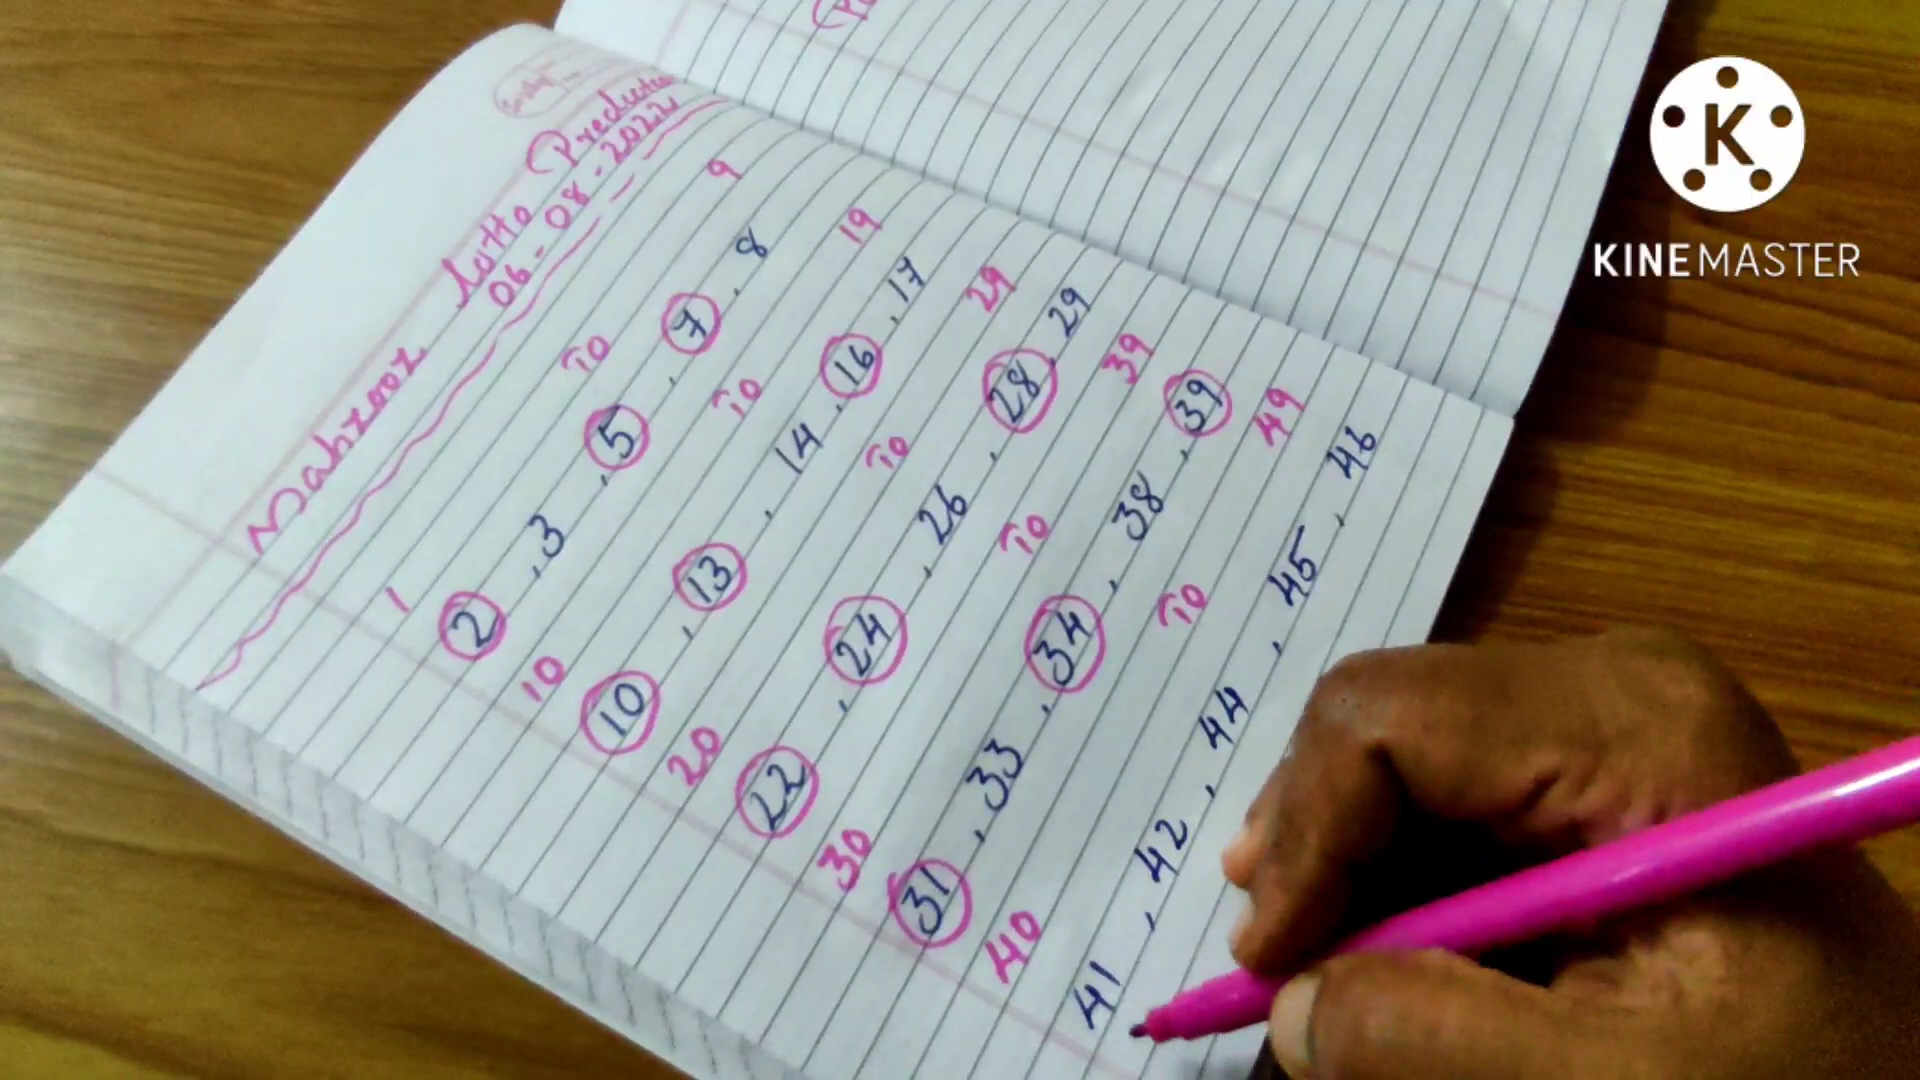 Mahzooz Lotto Prediction
06-08-2022
1 To 9
2, 3, 5, 7, 8
10 To 19
10, 13, 14, 16, 17
20 To 29
22, 24, 26, 28, 29
30 To 39
31, 33, 34, 38, 39
40 To 49
41, 42, 44, 45, 46
K
KINEMASTER